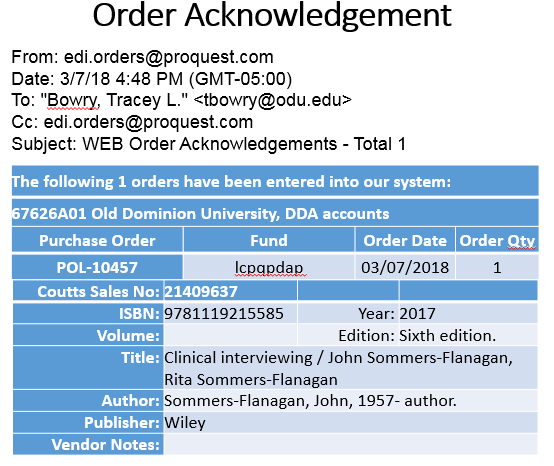 Order Acknowledgement
From: edi.orders@proquest.com
Date: 3/7/18 4:48 PM (GMT-05:00)
To: "Bowry, Tracey L." <tbowry@odu.edu>
Cc: edi.orders@proquest.com
Subject: WEB Order Acknowledgements - Total 1
The following 1 orders have been entered into our system:
67626A01 Old Dominion University, DDA accounts
Purchase Order Fund Order Date Order Qty
POL-10457 lcpqpdap 03/07/2018 1
Coutts Sales No: 21409637
ISBN: 9781119215585 Year: 2017
Volume: Edition: Sixth edition.
Title: Clinical interviewing / John Sommers-Flanagan,
Rita Sommers-Flanagan
Author: Sommers-Flanagan, John, 1957- author.
Publisher: Wiley
Vendor Notes: